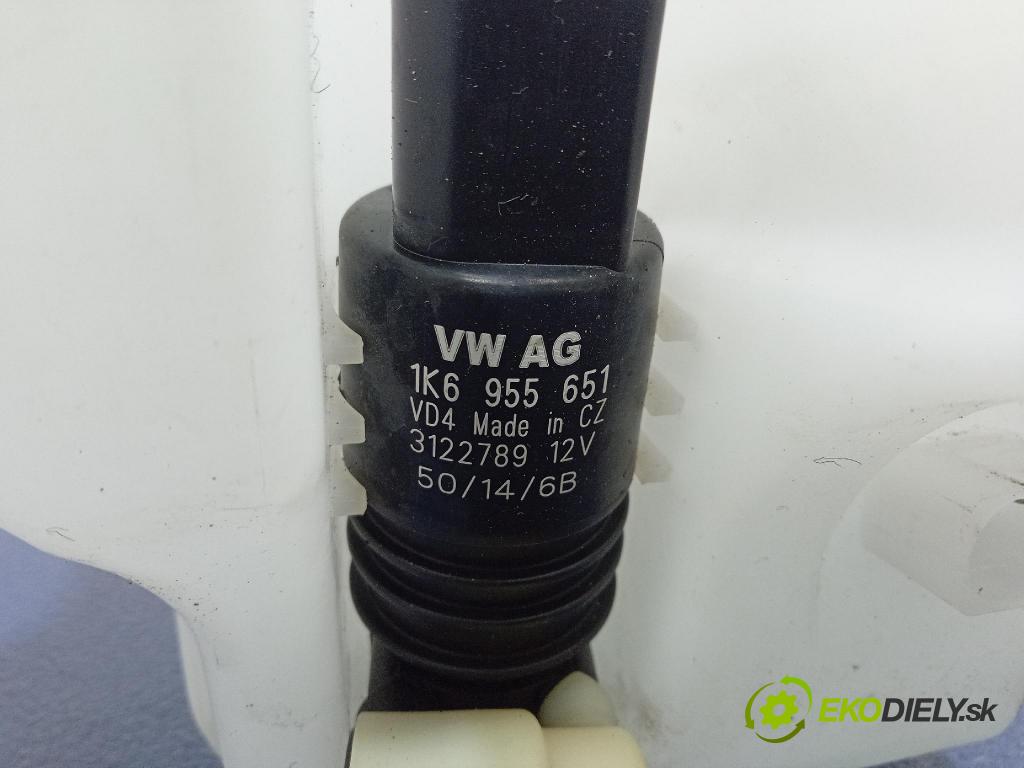 VW AG
1K6 955 651
VD4 Made in CZ
3122789 12V
50/14/6B
EKODIELY.sk